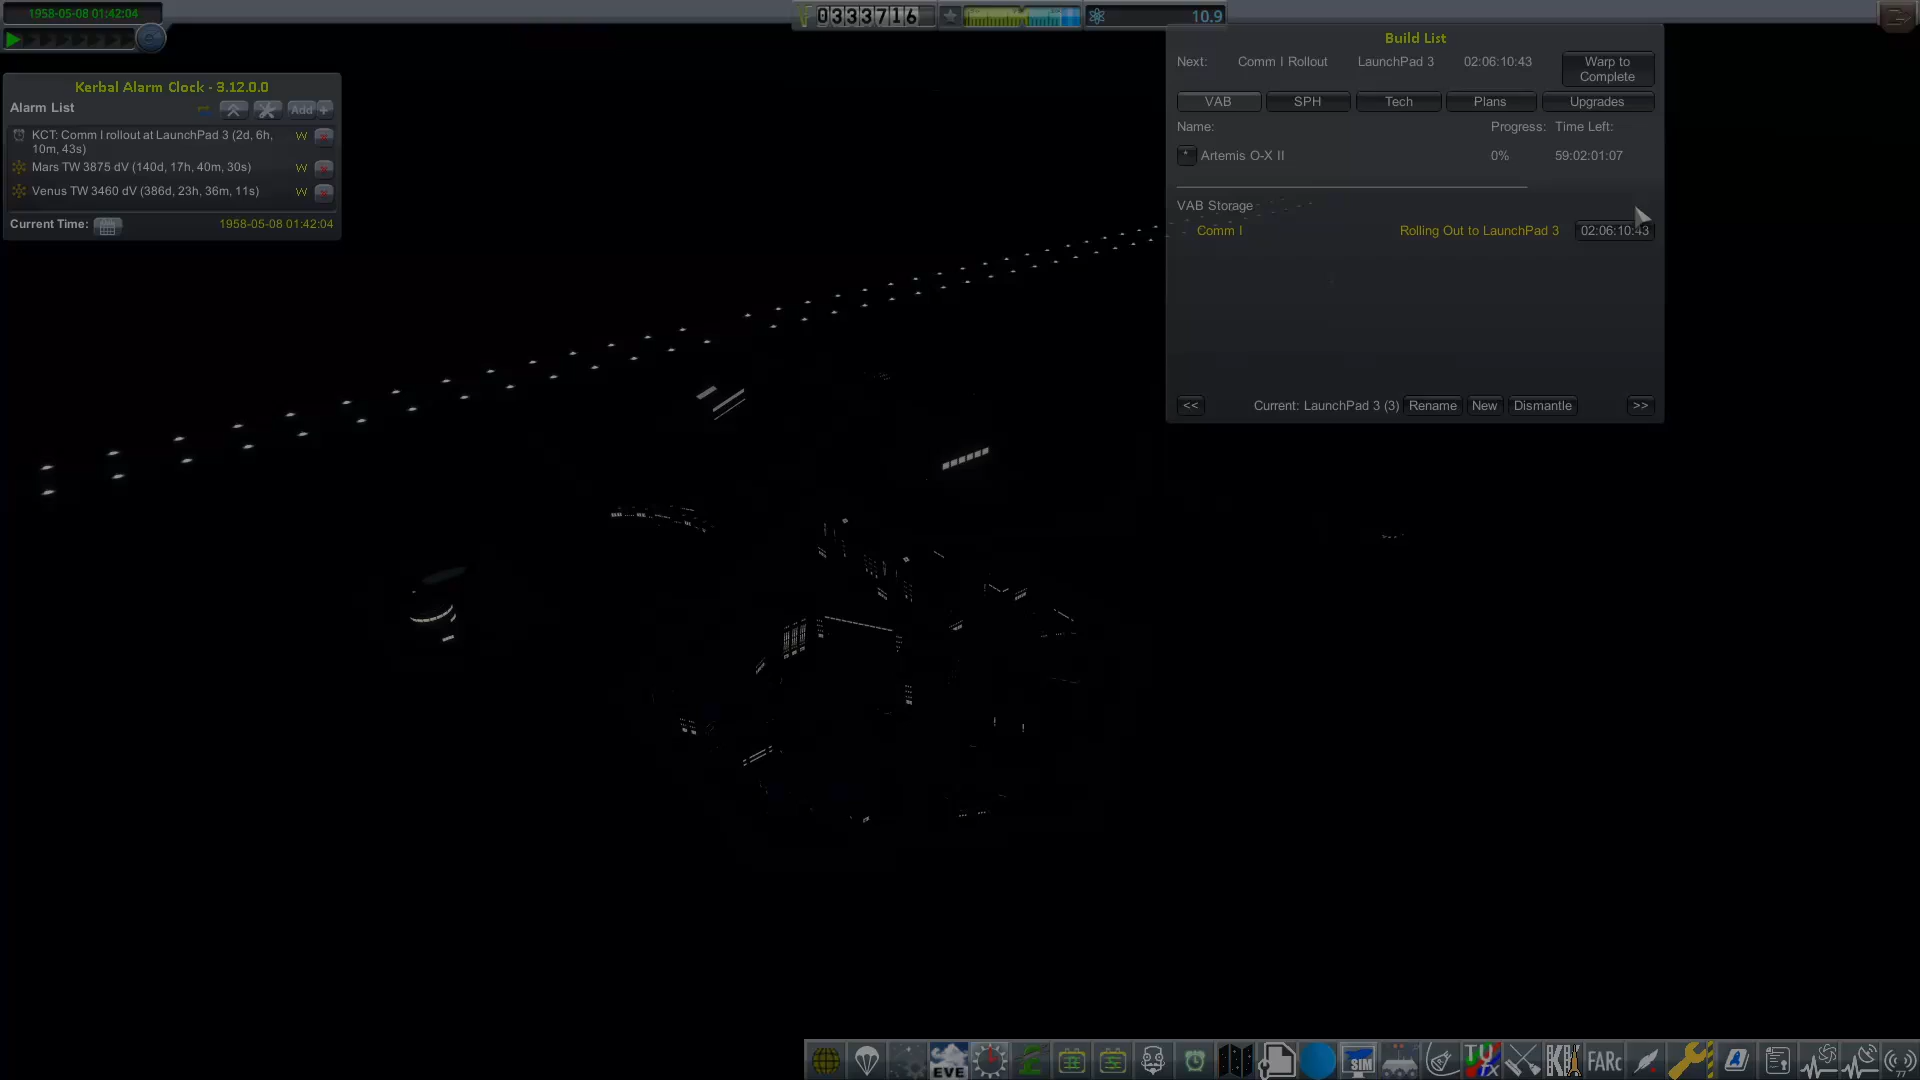 1958-05-08 01:42:04
0333716
10.9
Kerbal Alarm Clock - 3.12.0.0
Alarm List
Add +
KCT: Comm I rollout at LaunchPad 3 (2d, 6h, 10m, 43s)
W
Mars TW 3875 dV (140d, 17h, 40m, 30s)
W
Venus TW 3460 dV (386d, 23h, 36m, 11s)
W
Current Time:
1958-05-08 01:42:04
Build List
Next: Comm I Rollout LaunchPad 3 02:06:10:43
Warp to Complete
VAB SPH Tech Plans Upgrades
Name: Progress: Time Left:
* Artemis O-X II 0% 59:02:01:07
VAB Storage
Comm I Rolling Out to LaunchPad 3 02:06:10:43
<< Current: LaunchPad 3 (3) Rename New Dismantle >>
EVE
SIM
TU
TX
FARc
77